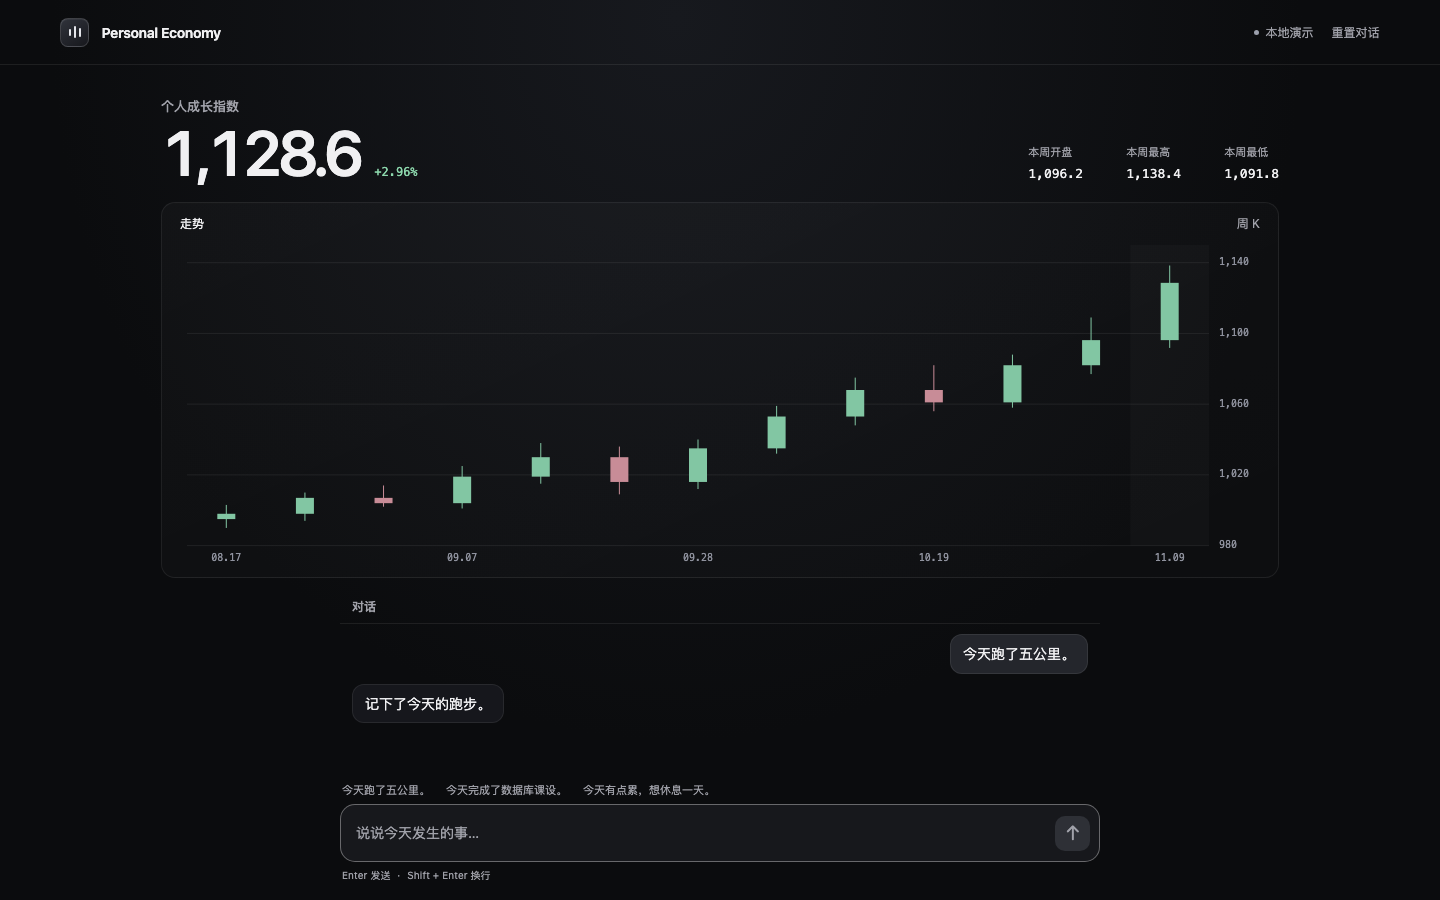 Personal Economy
本地演示
重置对话
个人成长指数
1,128.6
+2.96%
本周开盘
1,096.2
本周最高
1,138.4
本周最低
1,091.8
走势
周 K
1,140
1,100
1,060
1,020
980
08.17
09.07
09.28
10.19
11.09
对话
今天跑了五公里。
记下了今天的跑步。
今天跑了五公里。
今天完成了数据库课设。
今天有点累，想休息一天。
说说今天发生的事...
Enter 发送 · Shift + Enter 换行